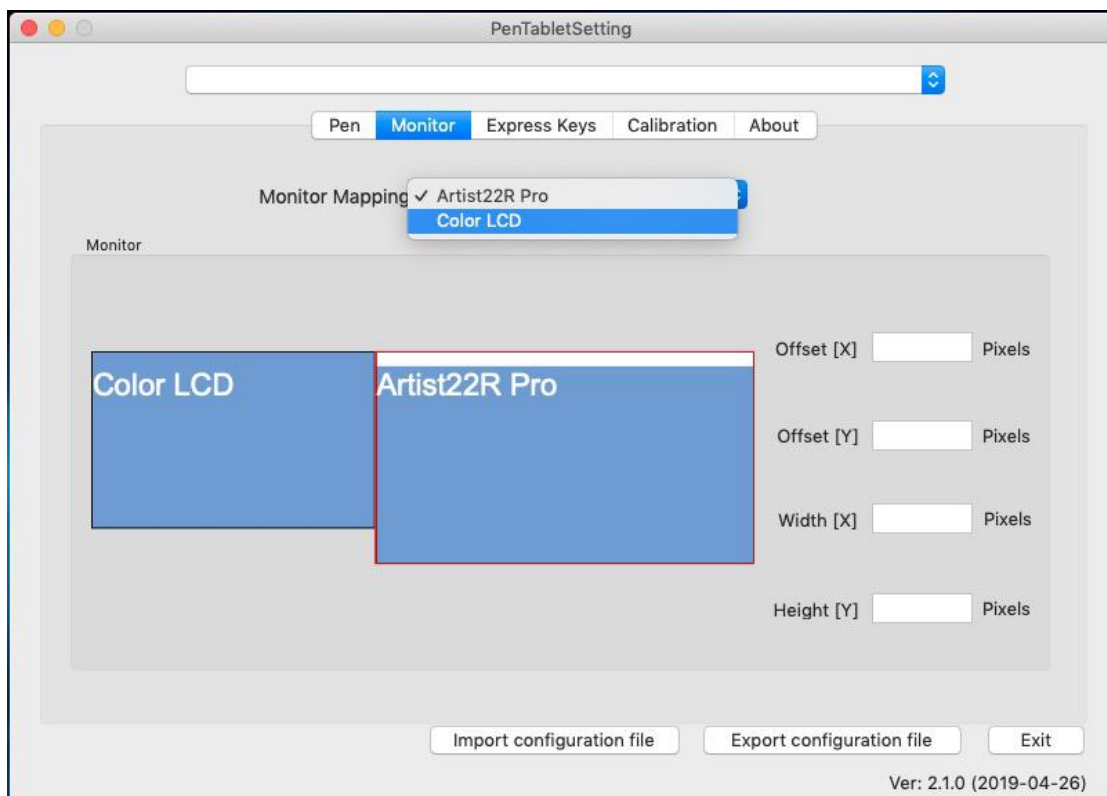 PenTabletSetting
Pen Monitor Express Keys Calibration About
Monitor Mapping ✓ Artist22R Pro
Color LCD
Monitor
Color LCD Artist22R Pro
Offset [X] Pixels
Offset [Y] Pixels
Width [X] Pixels
Height [Y] Pixels
Import configuration file Export configuration file Exit
Ver: 2.1.0 (2019-04-26)